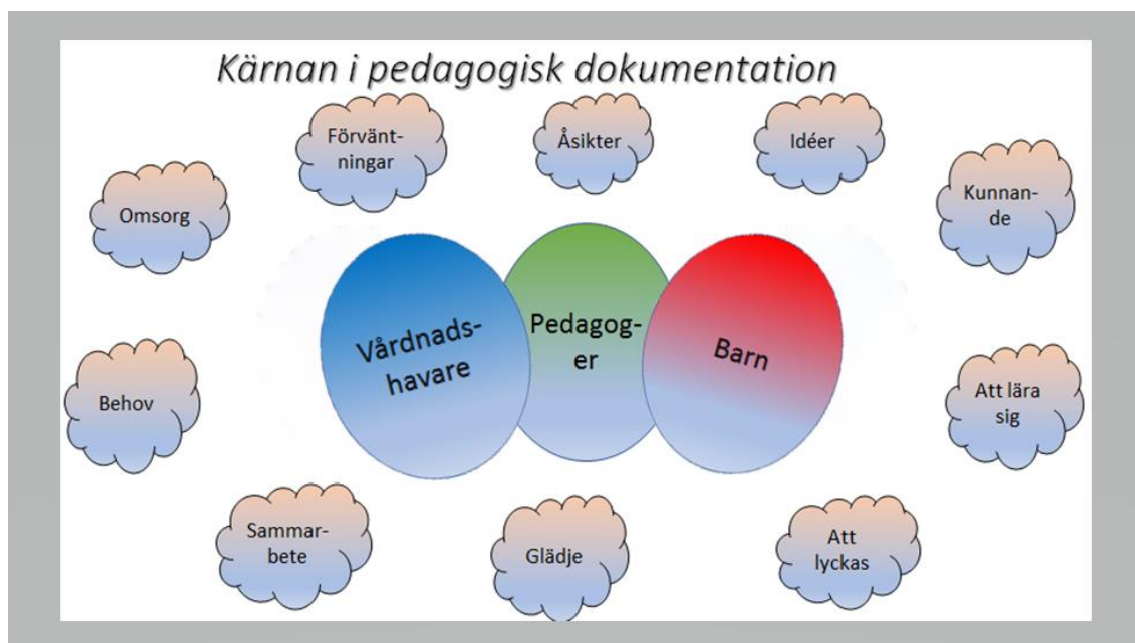 Kärnan i pedagogisk dokumentation
Förvänt-
ningar
Åsikter
Idéer
Omsorg
Kunnan-
de
Vårdnads-
havare
Pedagog-
er
Barn
Behov
Att lära
sig
Sammar-
bete
Glädje
Att
lyckas